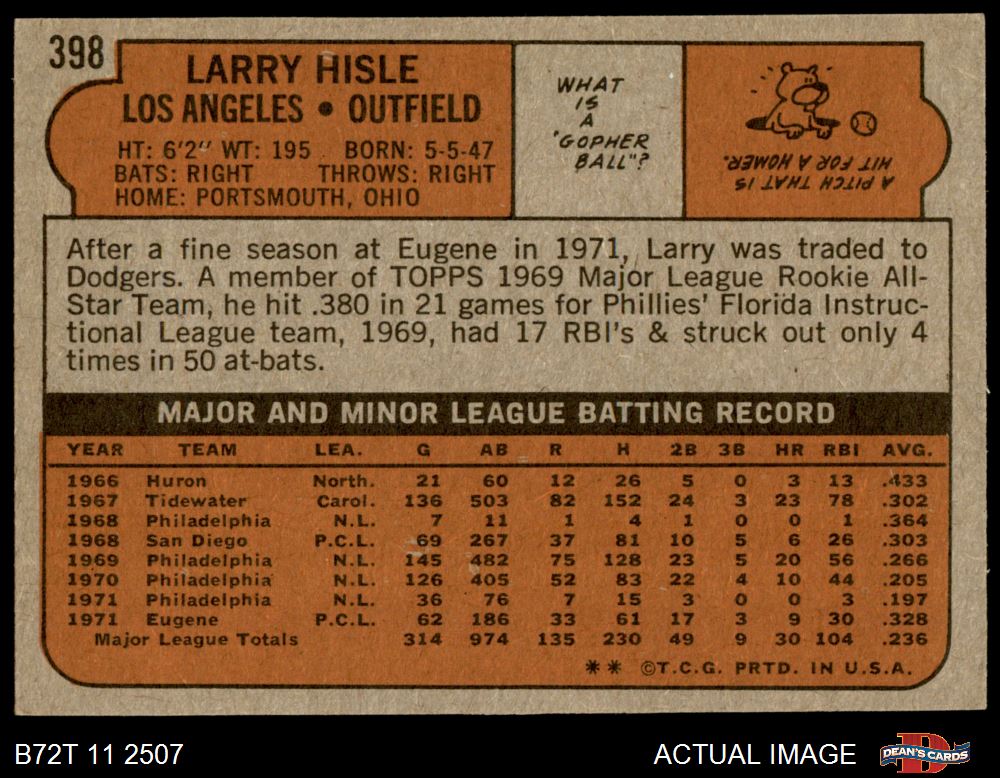 398
LARRY HISLE
LOS ANGELES • OUTFIELD
HT: 6'2" WT: 195 BORN: 5-5-47
BATS: RIGHT THROWS: RIGHT
HOME: PORTSMOUTH, OHIO
WHAT
IS
A
"GOPHER
BALL"?
A PITCH THAT IS
HIT FOR A HOMER.
After a fine season at Eugene in 1971, Larry was traded to
Dodgers. A member of TOPPS 1969 Major League Rookie All-
Star Team, he hit .380 in 21 games for Phillies' Florida Instruc-
tional League team, 1969, had 17 RBI's & struck out only 4
times in 50 at-bats.
MAJOR AND MINOR LEAGUE BATTING RECORD
YEAR TEAM LEA. G AB R H 2B 3B HR RBI AVG.
1966 Huron North. 21 60 12 26 5 0 3 13 .433
1967 Tidewater Carol. 136 503 82 152 24 3 23 78 .302
1968 Philadelphia N.L. 7 11 1 4 1 0 0 1 .364
1968 San Diego P.C.L. 69 267 37 81 10 5 6 26 .303
1969 Philadelphia N.L. 145 482 75 128 23 5 20 56 .266
1970 Philadelphia N.L. 126 405 52 83 22 4 10 44 .205
1971 Philadelphia N.L. 36 76 7 15 3 0 0 3 .197
1971 Eugene P.C.L. 62 186 33 61 17 3 9 30 .328
Major League Totals 314 974 135 230 49 9 30 104 .236
** ©T.C.G. PRTD. IN U.S.A.
B72T 11 2507
ACTUAL IMAGE
D
DEAN'S CARDS